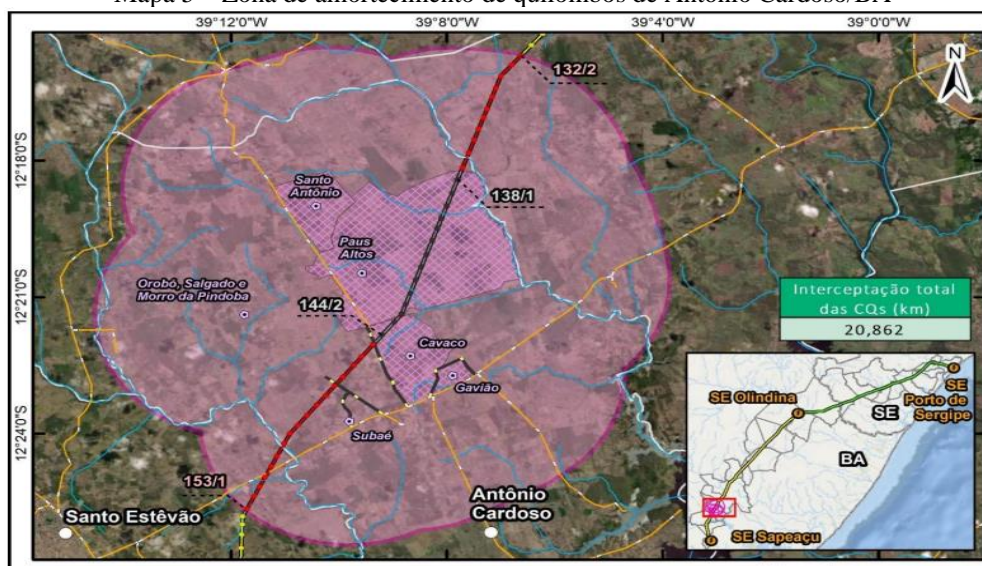 Mapa 3 – Zona de amortecimento de quilombos de Antônio Cardoso/BA
39°12'0"O
39°8'0"O
39°4'0"O
39°0'0"O
N
132/2
12°18'0"S
Santo
Antônio
138/1
Paus
Altos
Orobó, Salgado e
Morro da Pindoba
12°21'0"S
144/2
Interceptação total
das CQs (km)
20,862
Cavaco
Gavião
Subaé
12°24'0"S
153/1
Santo Estêvão
Antônio
Cardoso
SE Olindina
SE
SE
Porto de
Sergipe
BA
SE Sapeaçu